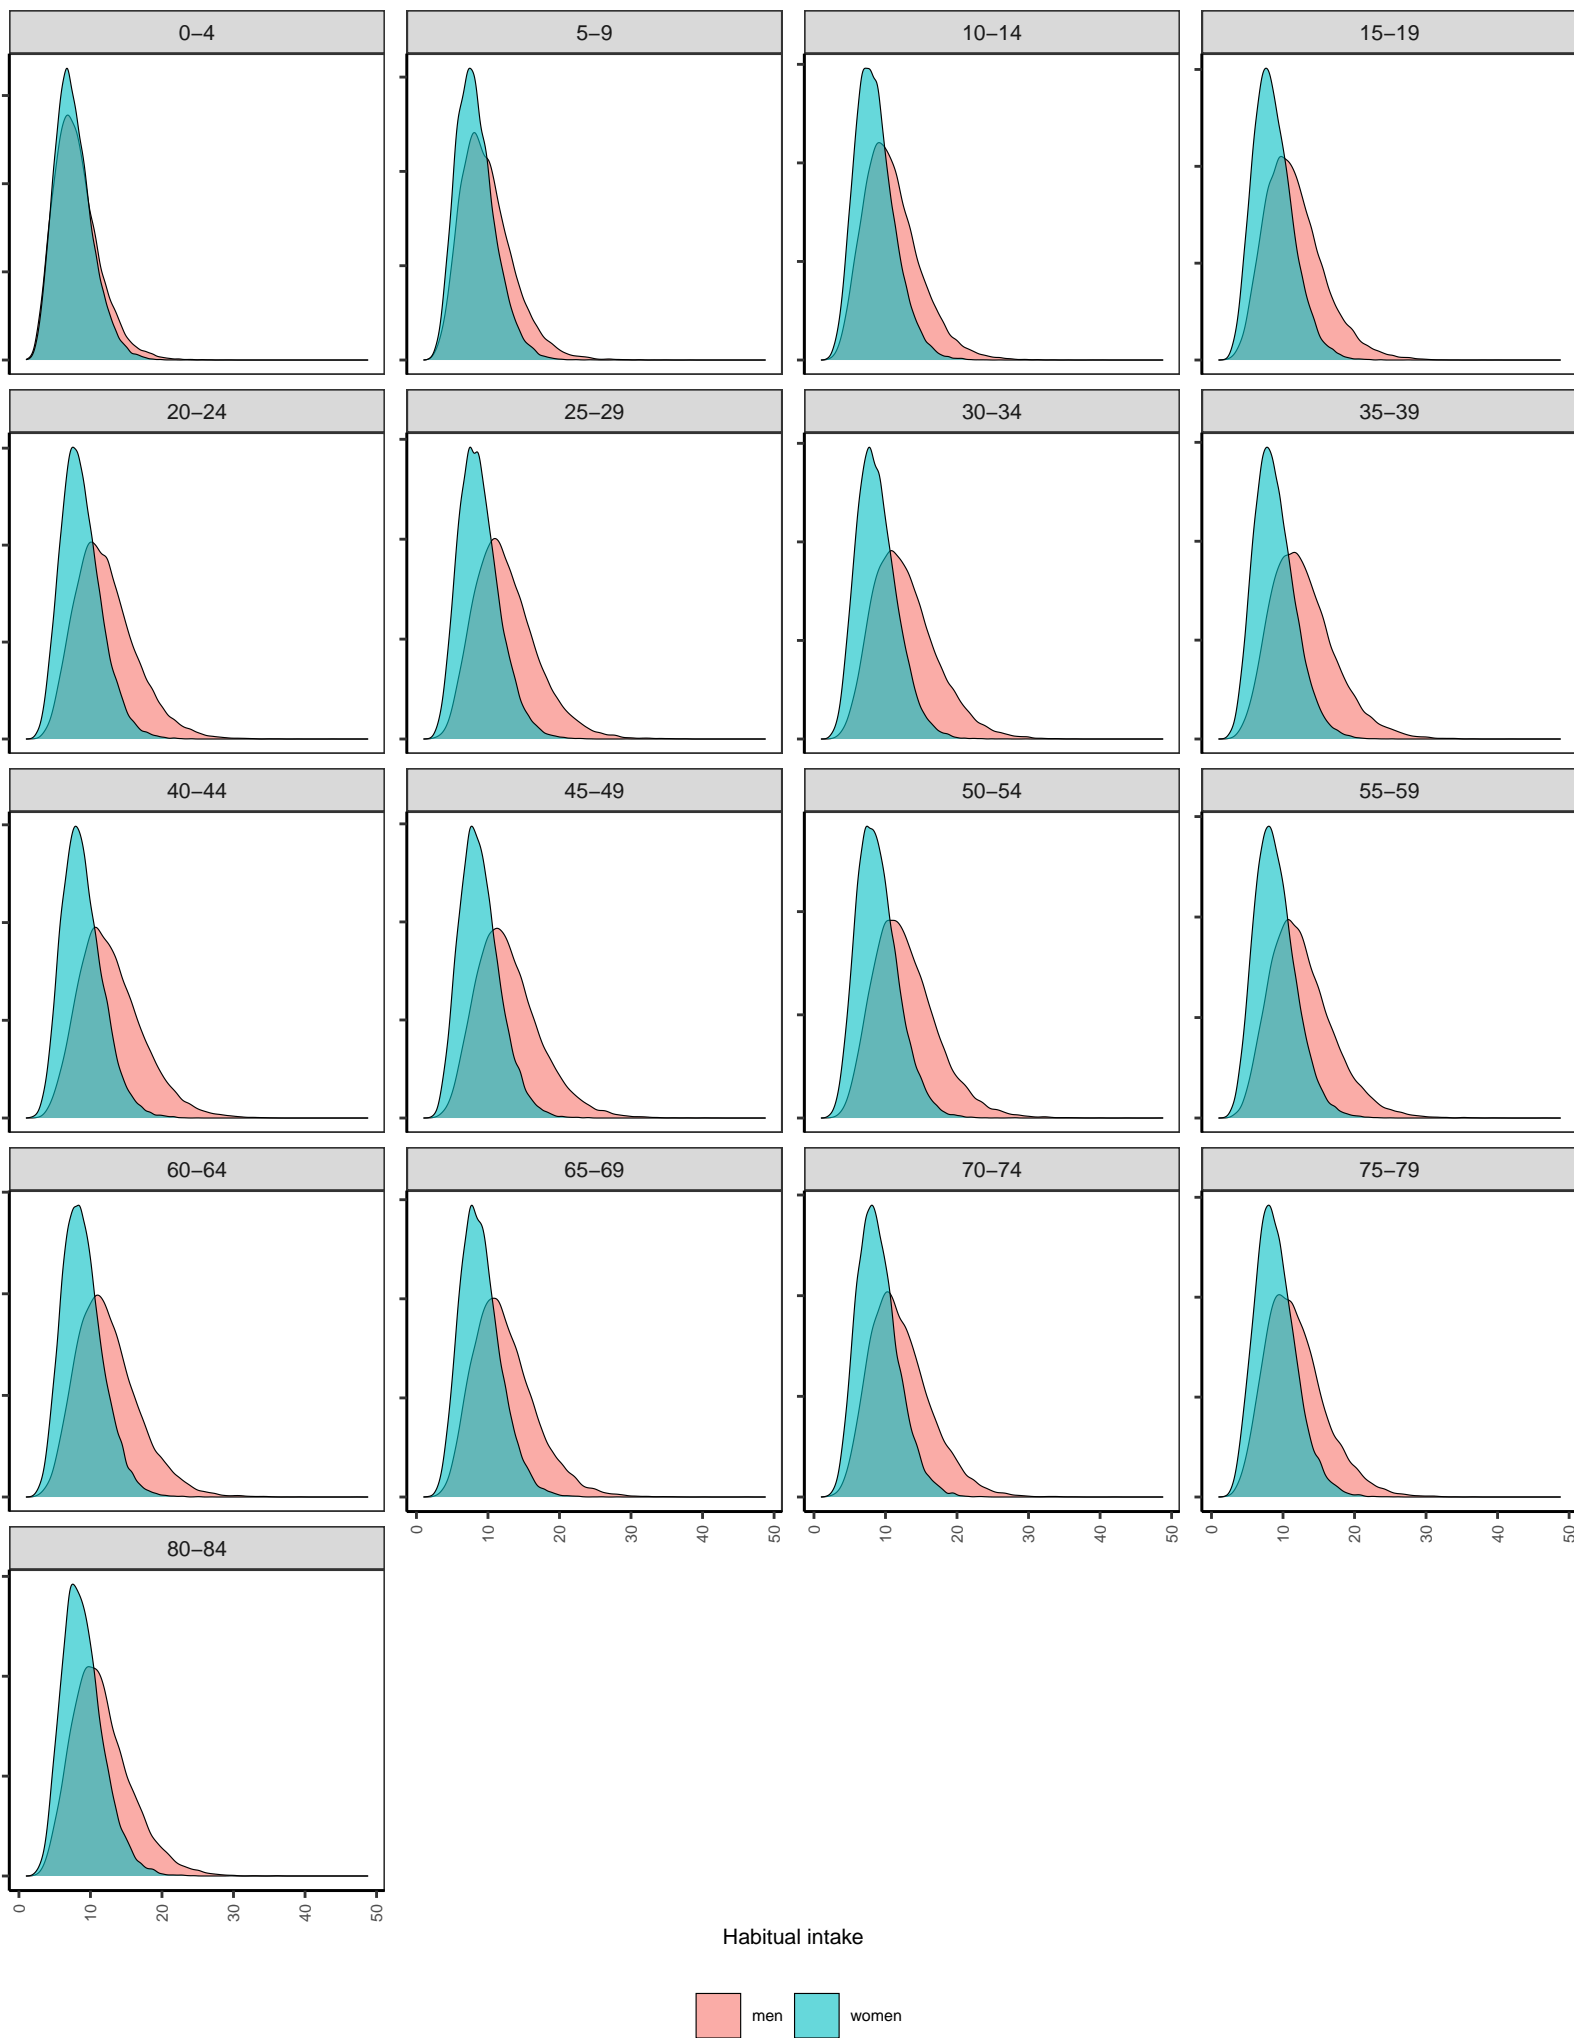 0–4 5–9 10–14 15–19
20–24 25–29 30–34 35–39
40–44 45–49 50–54 55–59
60–64 65–69 70–74 75–79
0 10 20 30 40 50 0 10 20 30 40 50 0 10 20 30 40 50
80–84
0 10 20 30 40 50
Habitual intake
men women